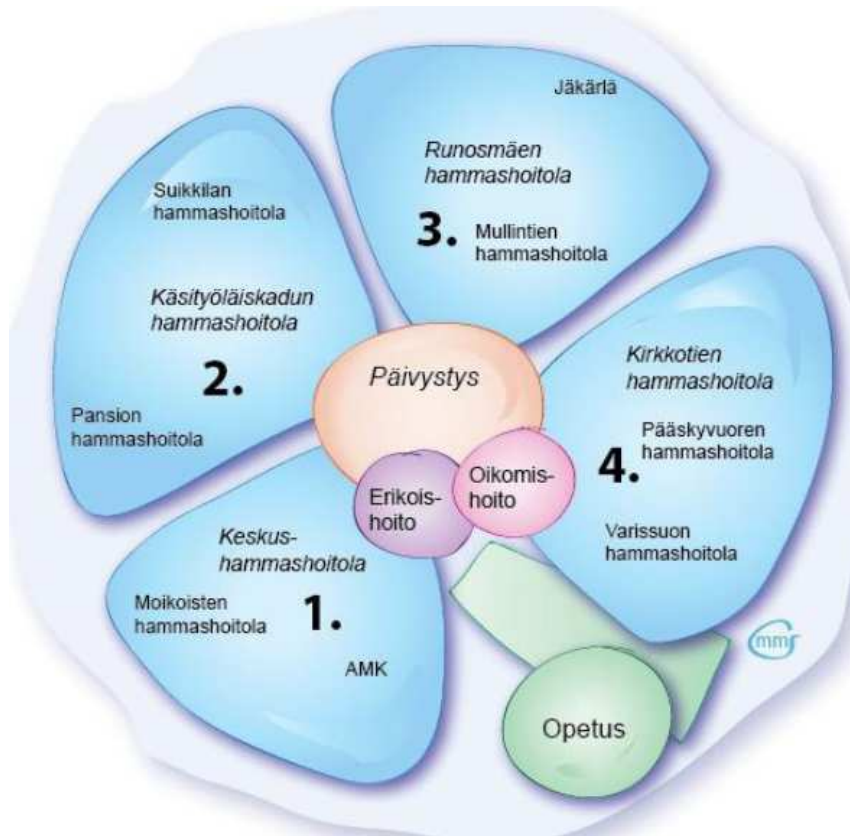 Jäkärlä
Runosmäen
hammashoitola
3.
Mullintien
hammashoitola
Suikkilan
hammashoitola
Käsityöläiskadun
hammashoitola
2.
Pansion
hammashoitola
Päivystys
Kirkkotien
hammashoitola
4.
Pääskyvuoren
hammashoitola
Varissuon
hammashoitola
Erikois-
hoito
Oikomis-
hoito
Keskus-
hammashoitola
Moikoisten
hammashoitola
1.
AMK
Opetus